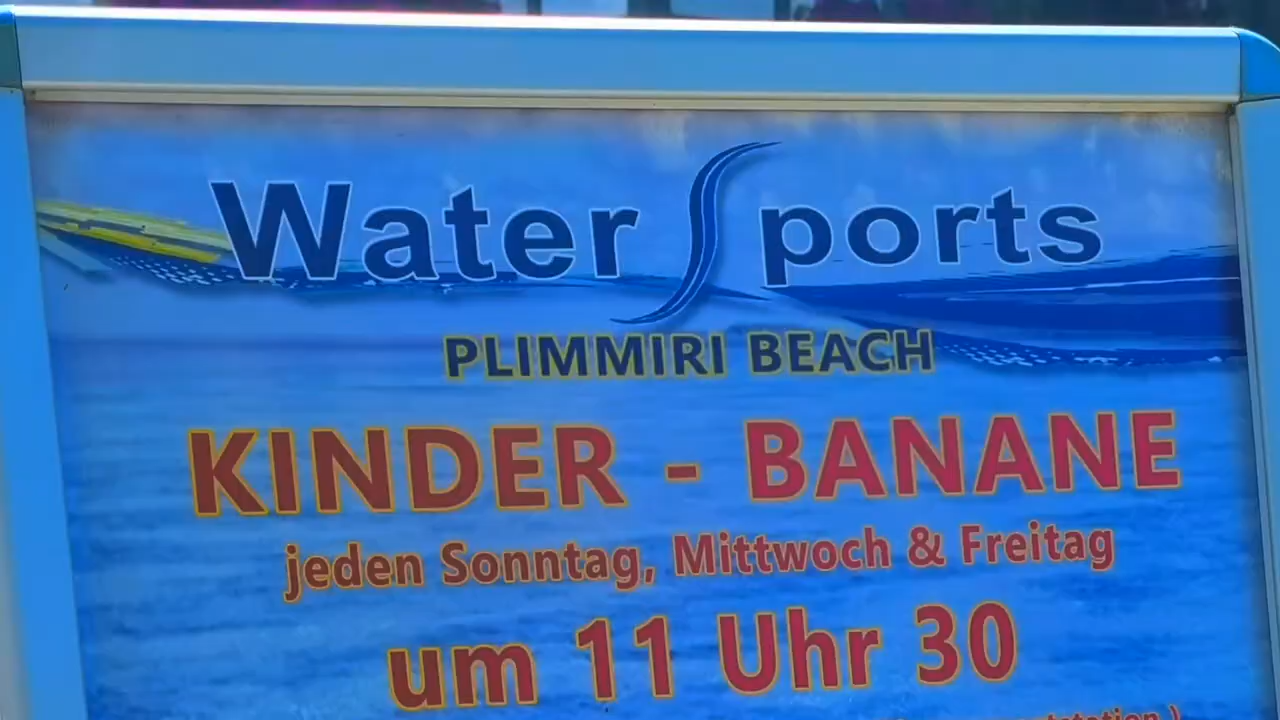 Water Sports
PLIMMIRI BEACH
KINDER - BANANE
jeden Sonntag, Mittwoch & Freitag
um 11 Uhr 30